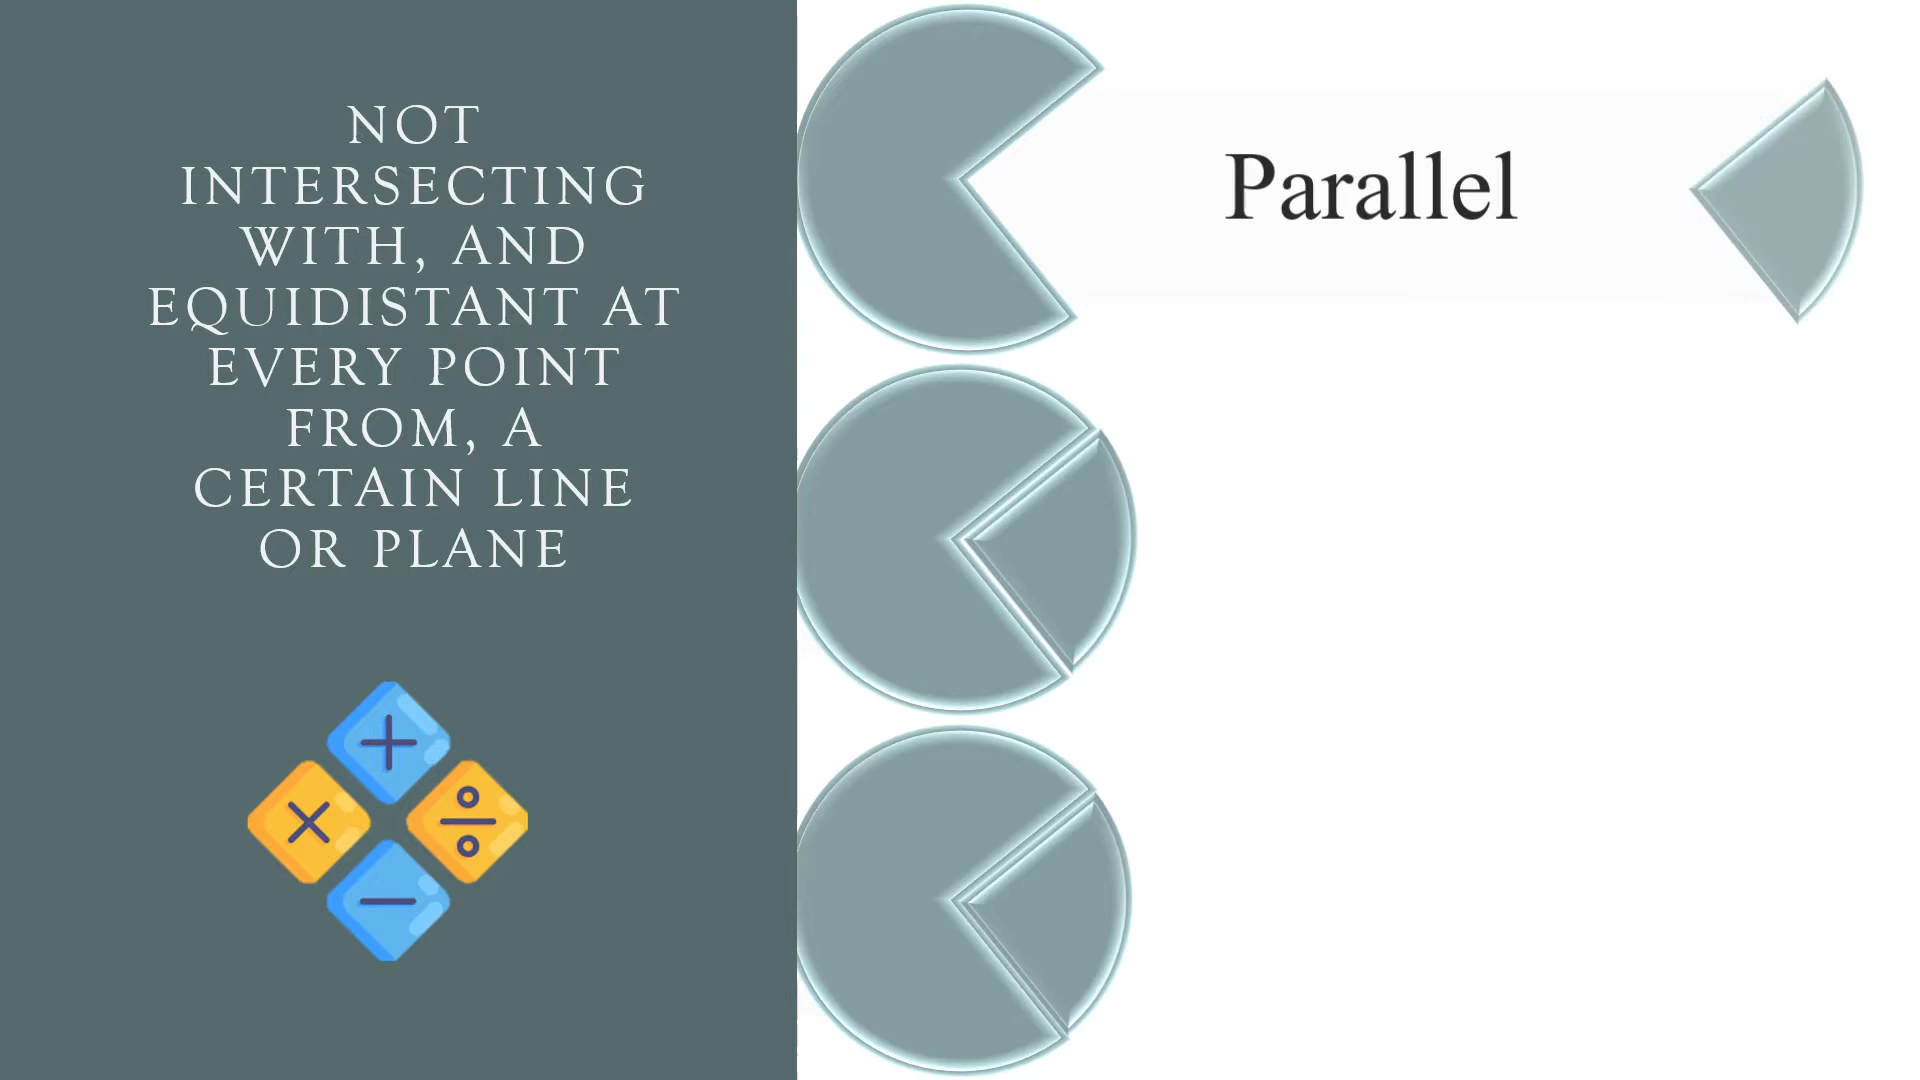 NOT
INTERSECTING
WITH, AND
EQUIDISTANT AT
EVERY POINT
FROM, A
CERTAIN LINE
OR PLANE
Parallel